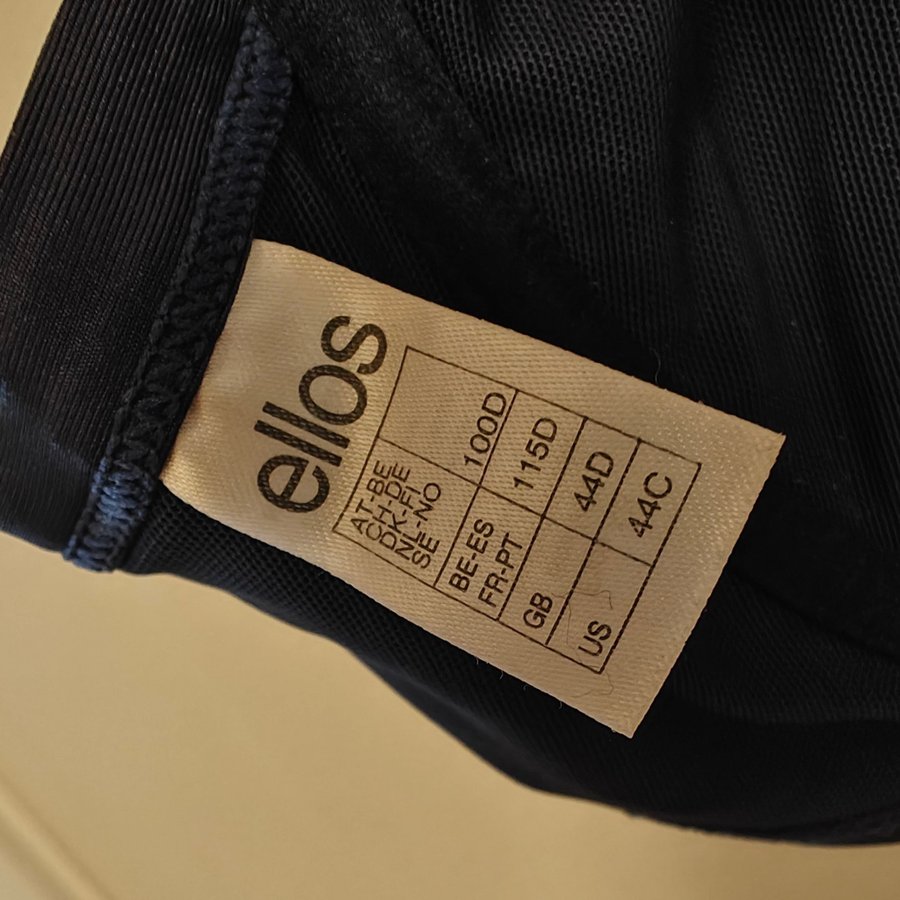 ellos
AT-BE
CH-DE
DK-FI
NL-NO
SE
100D
BE-ES
FR-PT
115D
GB
44D
US
44C